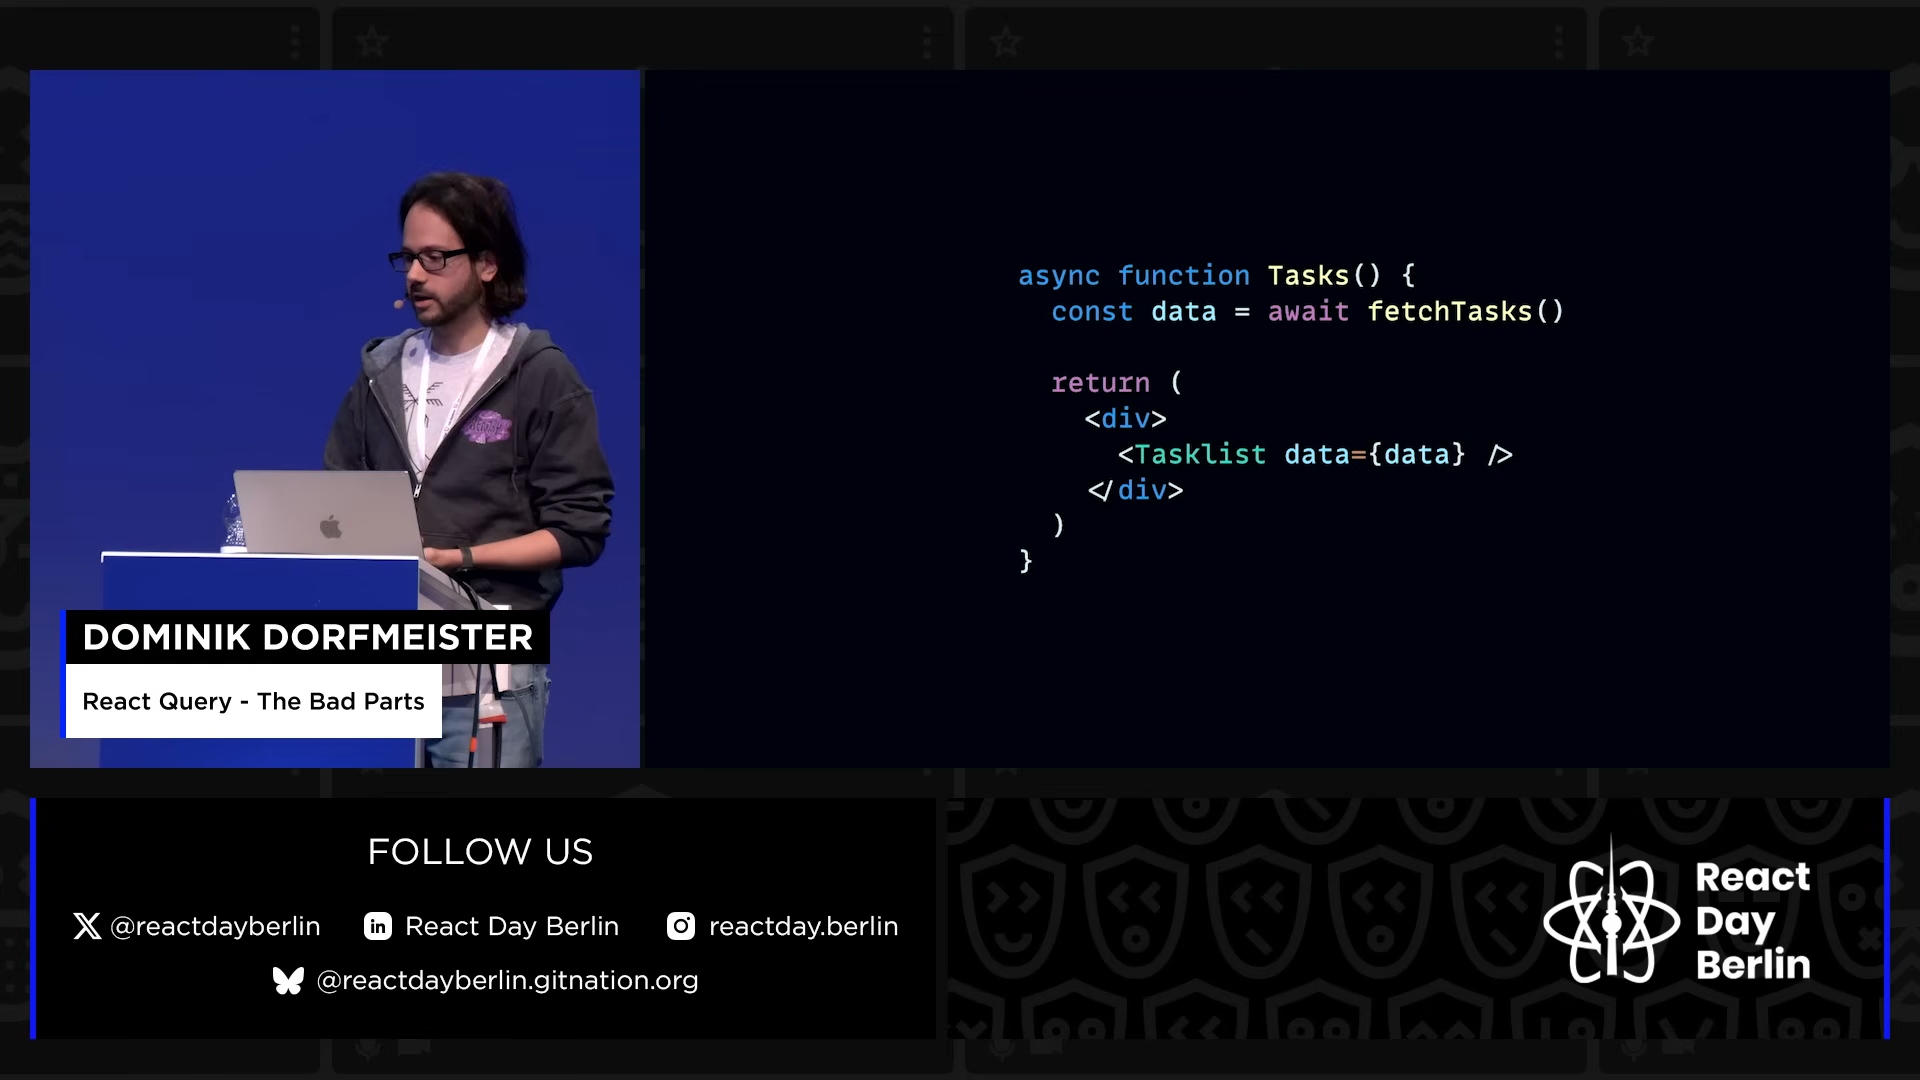 async function Tasks() {
const data = await fetchTasks()
return (
<div>
<Tasklist data={data} />
</div>
)
}
DOMINIK DORFMEISTER
React Query - The Bad Parts
FOLLOW US
@reactdayberlin
React Day Berlin
reactday.berlin
@reactdayberlin.gitnation.org
React
Day
Berlin